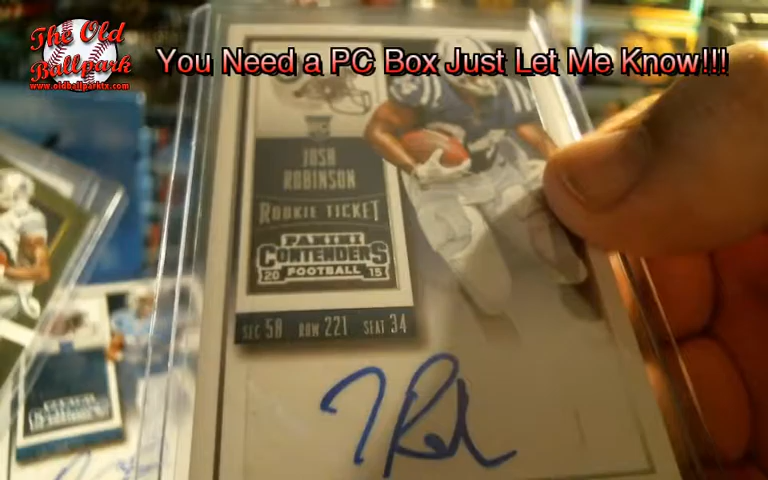 The Old
Ballpark
www.oldballparktx.com
You Need a PC Box Just Let Me Know!!!
JOSH
ROBINSON
ROOKIE TICKET
PANINI
CONTENDERS
20 FOOTBALL 15
SEC 58 ROW 221 SEAT 34